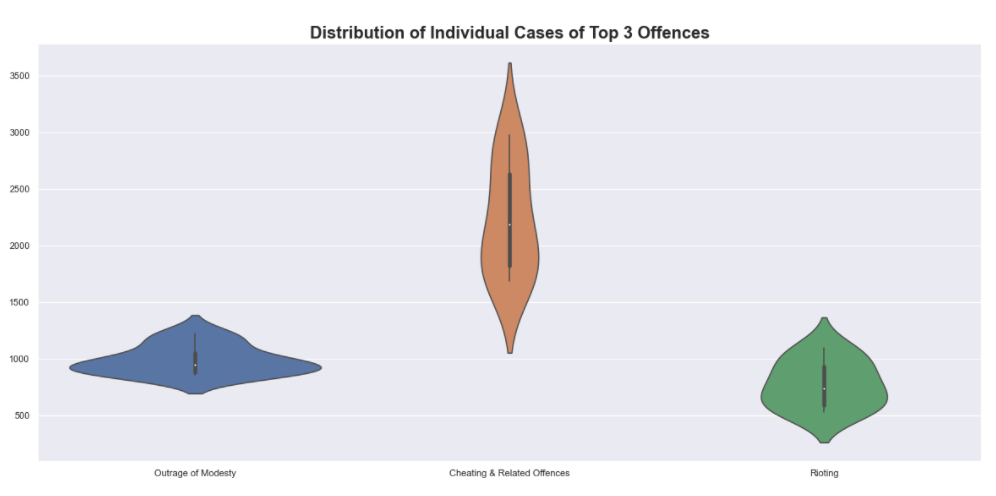 Distribution of Individual Cases of Top 3 Offences
3500
3000
2500
2000
1500
1000
500
Outrage of Modesty
Cheating & Related Offences
Rioting